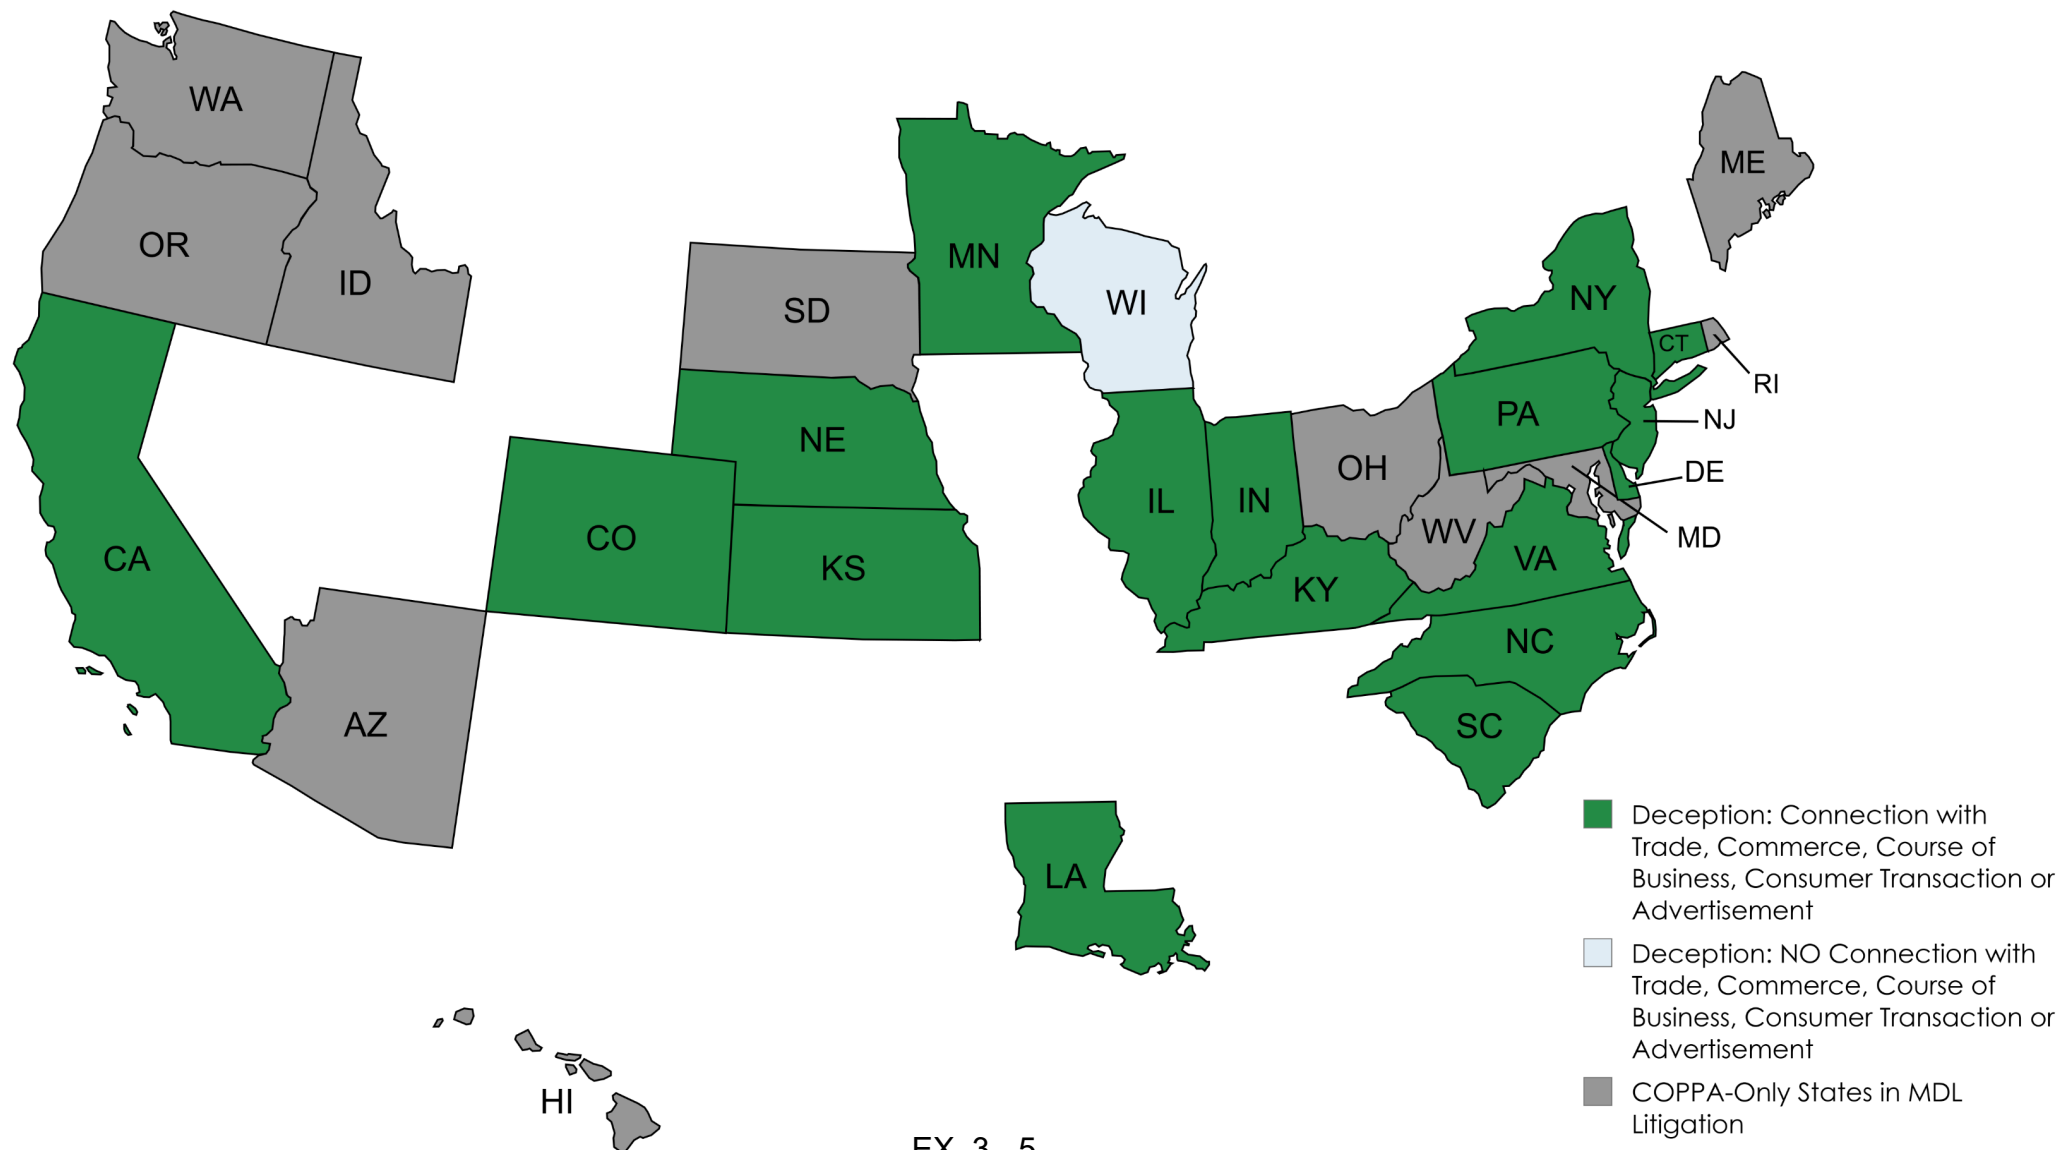 WA
OR
ID
CA
AZ
SD
NE
CO
KS
MN
WI
IL
IN
OH
KY
WV
VA
NC
SC
LA
HI
ME
NY
CT
RI
PA
NJ
DE
MD
Deception: Connection with
Trade, Commerce, Course of
Business, Consumer Transaction or
Advertisement
Deception: NO Connection with
Trade, Commerce, Course of
Business, Consumer Transaction or
Advertisement
COPPA-Only States in MDL
Litigation